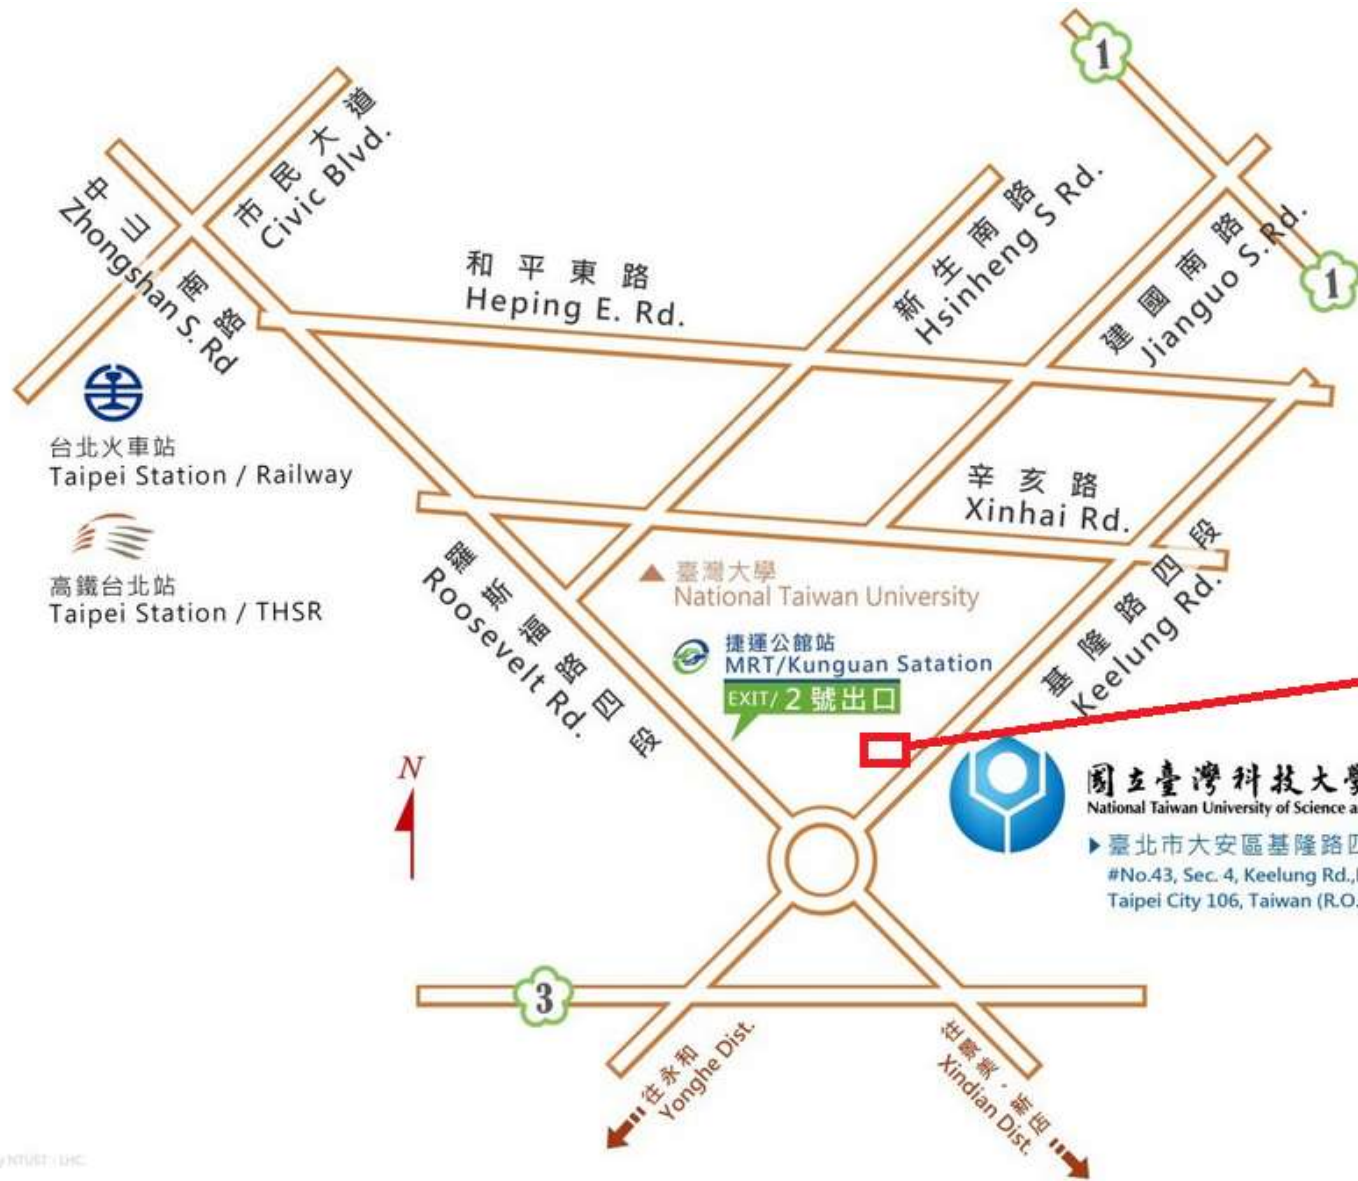 1
市民大道
Civic Blvd.
中山南路
Zhongshan S. Rd
和平東路
Heping E. Rd.
新生南路
Hsinheng S Rd.
建國南路
Jianguo S. Rd.
1
台北火車站
Taipei Station / Railway
高鐵台北站
Taipei Station / THSR
辛亥路
Xinhai Rd.
羅斯福路四段
Roosevelt Rd.
臺灣大學
National Taiwan University
捷運公館站
MRT/Kunguan Satation
EXIT/ 2 號出口
基隆路四段
Keelung Rd.
N
國立臺灣科技大學
National Taiwan University of Science a
臺北市大安區基隆路四
#No.43, Sec. 4, Keelung Rd.,
Taipei City 106, Taiwan (R.O.
3
往永和
Yonghe Dist.
往景美，新店
Xindian Dist.